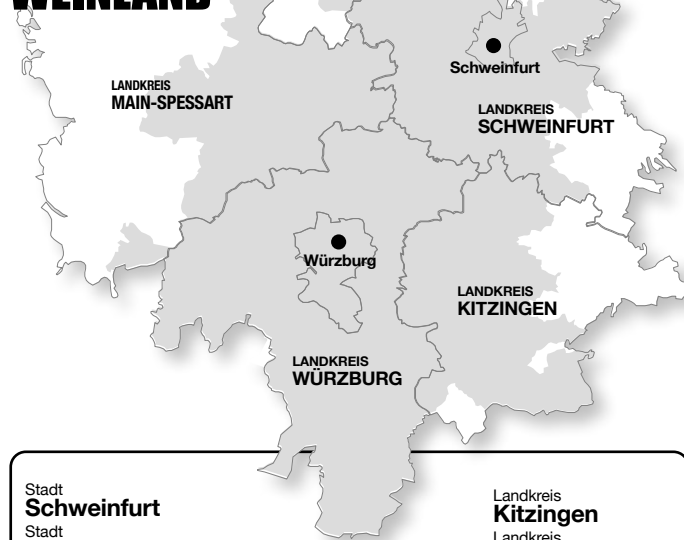 WEINLAND
Schweinfurt
LANDKREIS
MAIN-SPESSART
LANDKREIS
SCHWEINFURT
Würzburg
LANDKREIS
KITZINGEN
LANDKREIS
WÜRZBURG
Stadt
Schweinfurt
Stadt
Landkreis
Kitzingen
Landkreis